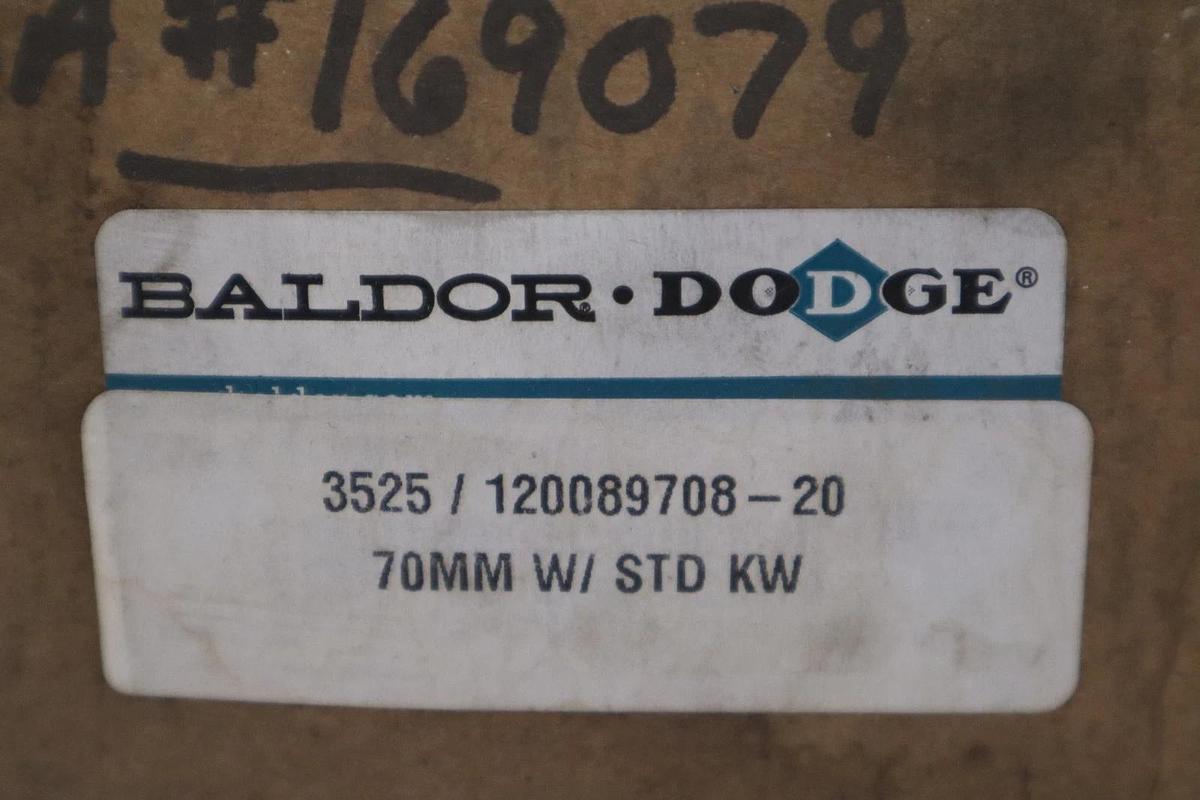 A#169079
BALDOR® • DODGE®
3525 / 120089708-20
70MM W/ STD KW